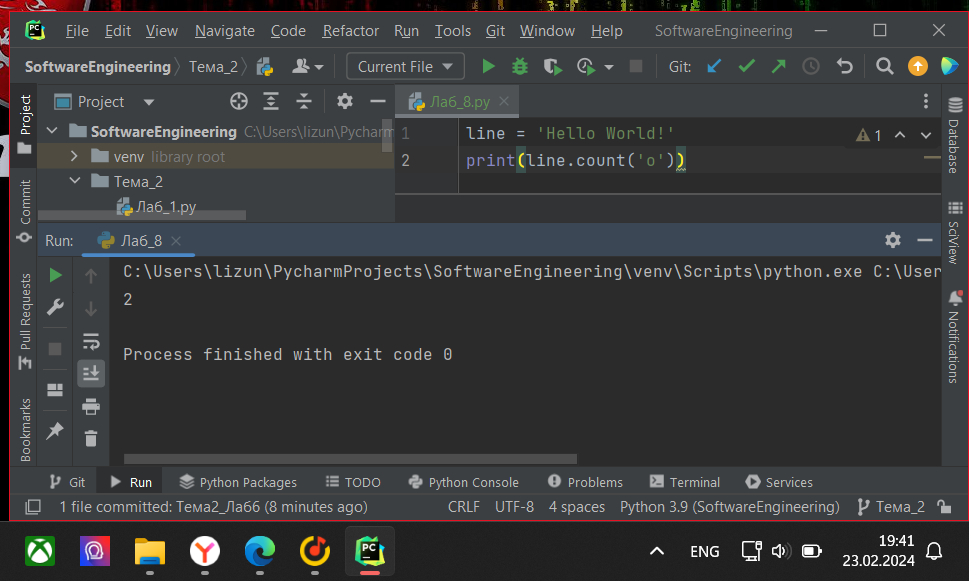 PC File Edit View Navigate Code Refactor Run Tools Git Window Help SoftwareEngineering
SoftwareEngineering Тема_2 Current File Git:
Project
Лаб_8.py
SoftwareEngineering C:\Users\lizun\Pycharm
venv library root
Тема_2
Лаб_1.py
1 line = 'Hello World!'
2 print(line.count('o'))
1
Project
Commit
Pull Requests
Bookmarks
Database
SciView
Notifications
Run: Лаб_8
C:\Users\lizun\PycharmProjects\SoftwareEngineering\venv\Scripts\python.exe C:\User
2
Process finished with exit code 0
Git Run Python Packages TODO Python Console Problems Terminal Services
1 file committed: Тема2_Лаб6 (8 minutes ago) CRLF UTF-8 4 spaces Python 3.9 (SoftwareEngineering) Тема_2
PC
ENG
19:41
23.02.2024